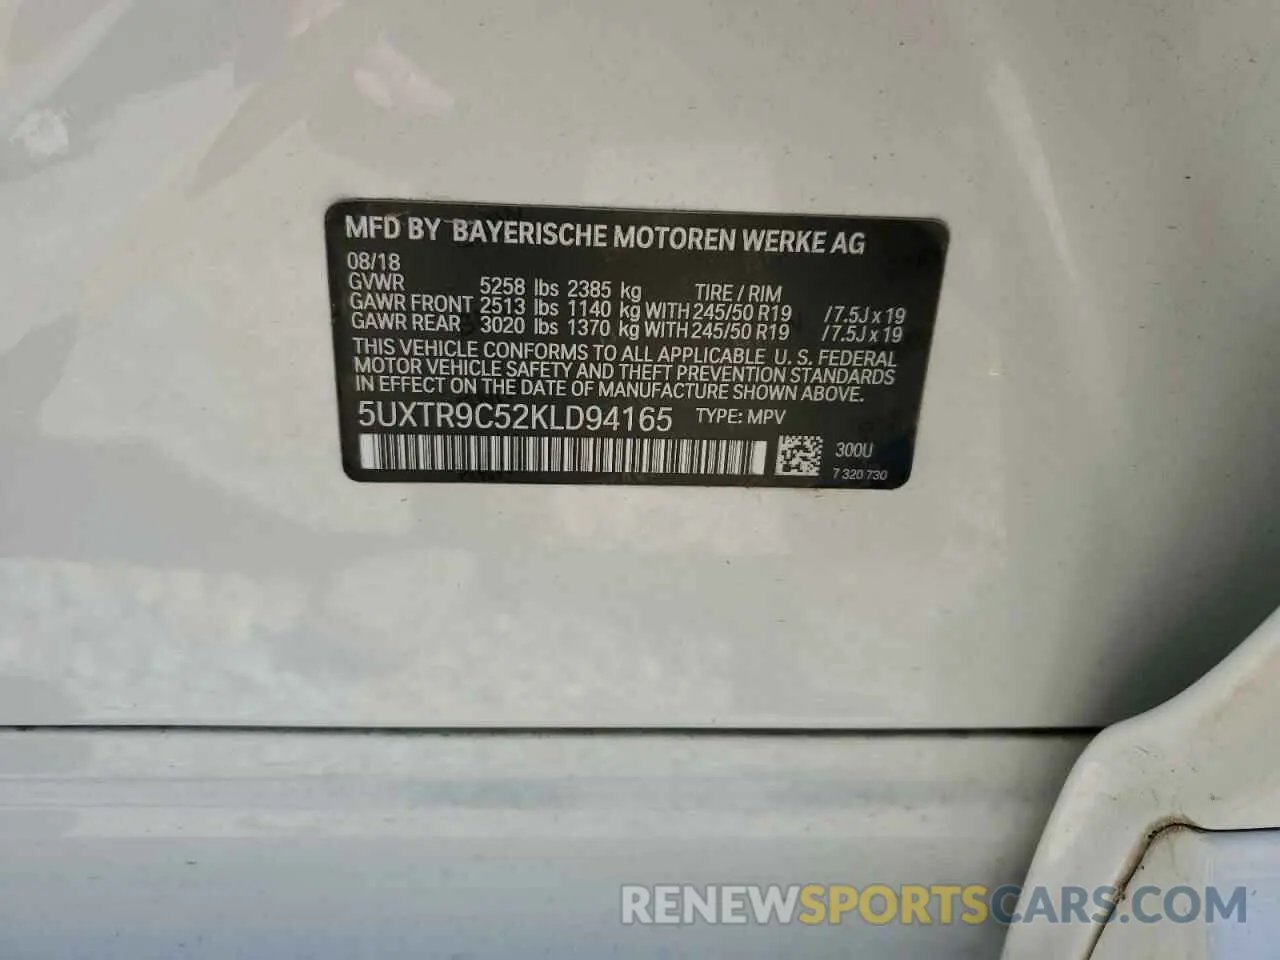 MFD BY BAYERISCHE MOTOREN WERKE AG
08/18
GVWR 5258 lbs 2385 kg TIRE / RIM
GAWR FRONT 2513 lbs 1140 kg WITH 245/50 R19 /7.5J x 19
GAWR REAR 3020 lbs 1370 kg WITH 245/50 R19 /7.5J x 19
THIS VEHICLE CONFORMS TO ALL APPLICABLE U. S. FEDERAL
MOTOR VEHICLE SAFETY AND THEFT PREVENTION STANDARDS
IN EFFECT ON THE DATE OF MANUFACTURE SHOWN ABOVE.
5UXTR9C52KLD94165 TYPE: MPV
300U
7 320 730
RENEWSPORTSCARS.COM